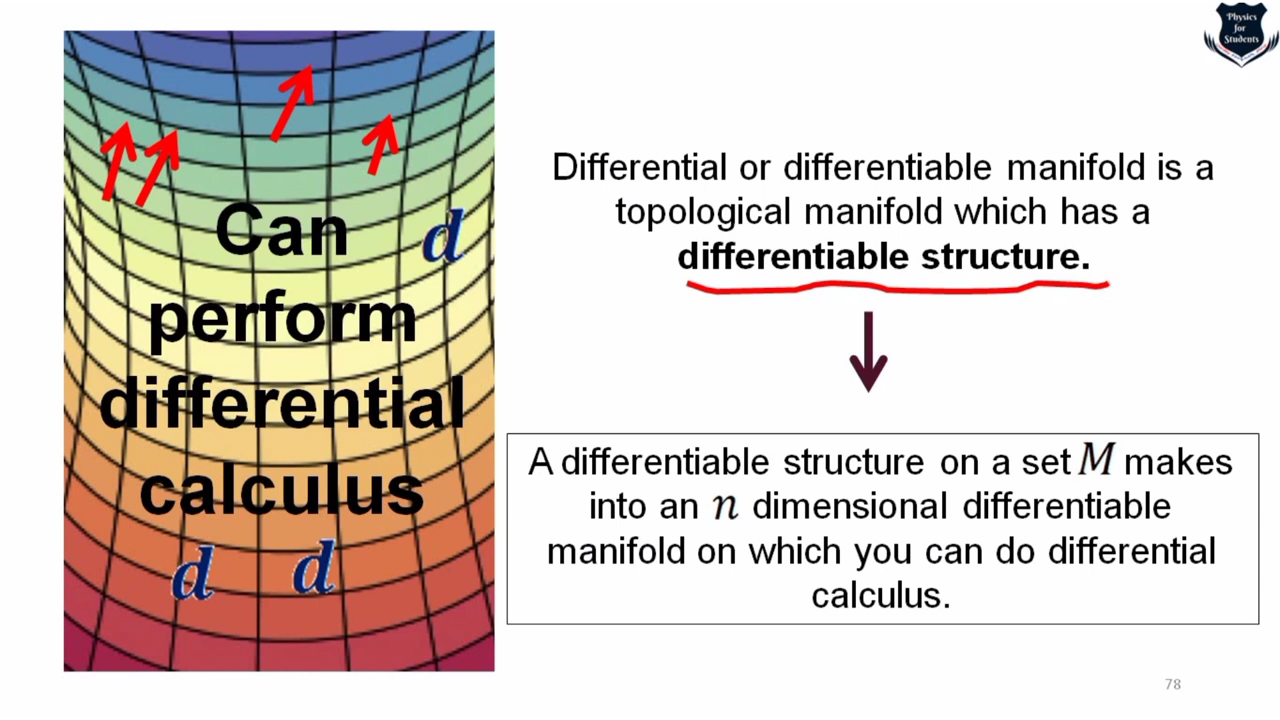 Physics
for
Students
Can
d
perform
differential
calculus
d d
Differential or differentiable manifold is a
topological manifold which has a
differentiable structure.
A differentiable structure on a set M makes
into an n dimensional differentiable
manifold on which you can do differential
calculus.
78